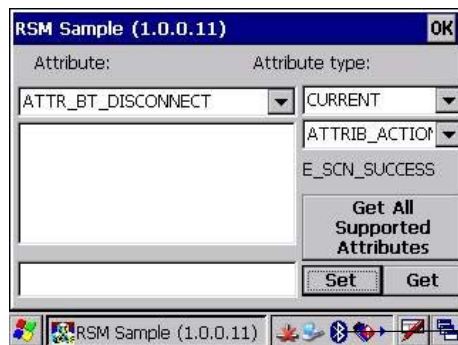 RSM Sample (1.0.0.11) OK
Attribute: Attribute type:
ATTR_BT_DISCONNECT CURRENT
ATTRIB_ACTION
E_SCN_SUCCESS
Get All
Supported
Attributes
Set Get
RSM Sample (1.0.0.11)